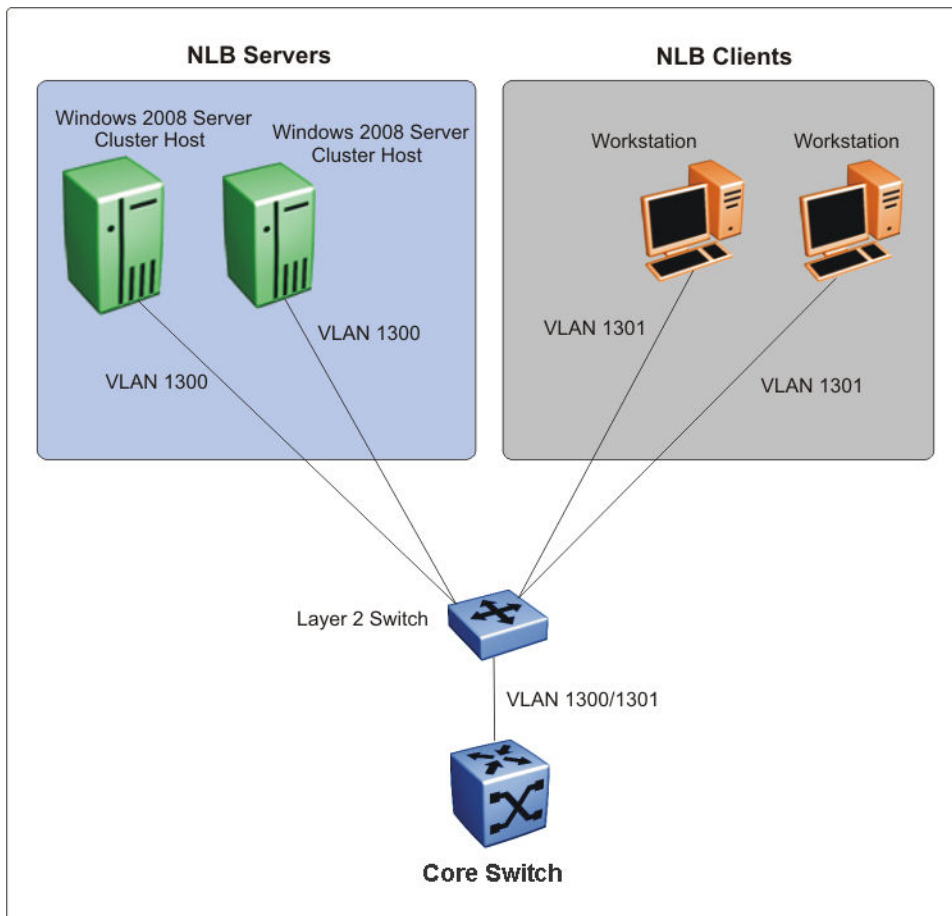 NLB Servers
Windows 2008 Server
Cluster Host
Windows 2008 Server
Cluster Host
VLAN 1300
VLAN 1300
NLB Clients
Workstation
Workstation
VLAN 1301
VLAN 1301
Layer 2 Switch
VLAN 1300/1301
Core Switch